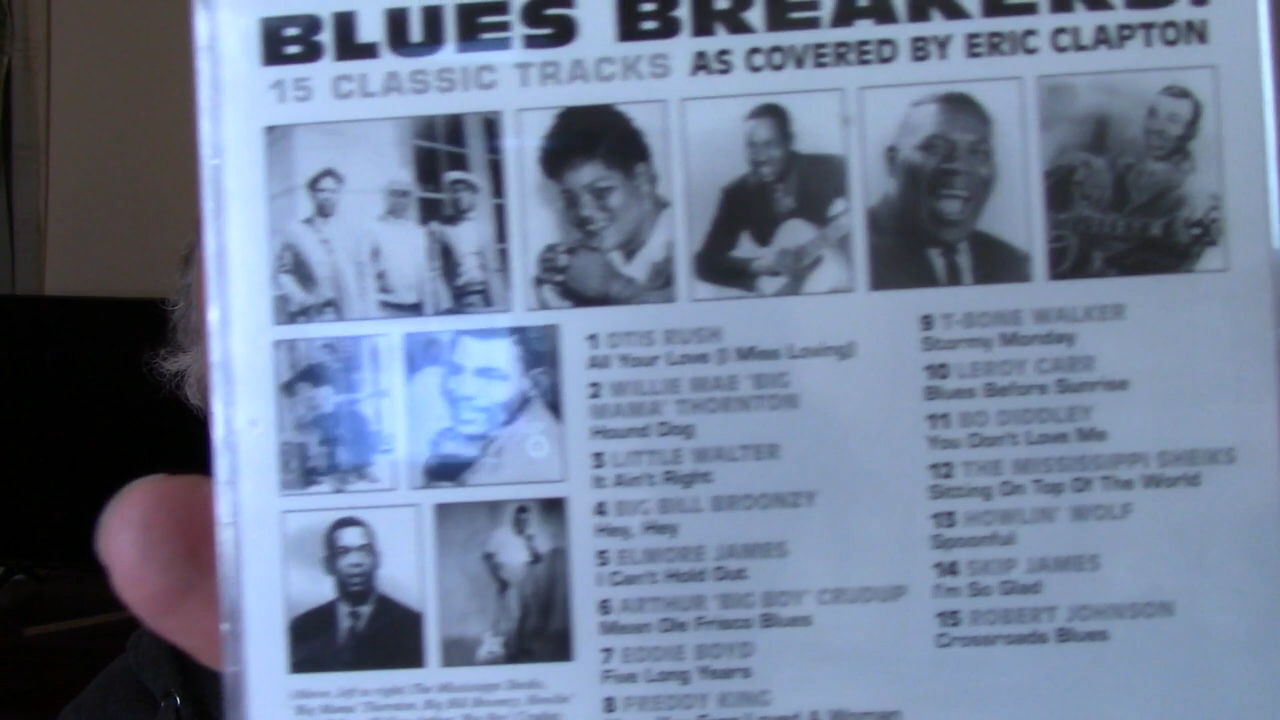 BLUES BREAKERS!
15 CLASSIC TRACKS AS COVERED BY ERIC CLAPTON
1 OTIS RUSH
All Your Love (I Miss Loving)
2 WILLIE MAE 'BIG
MAMA' THORNTON
Hound Dog
3 LITTLE WALTER
It Ain't Right
4 BIG BILL BROONZY
Hey, Hey
5 ELMORE JAMES
I Can't Hold Out
6 ARTHUR 'BIG BOY' CRUDUP
Mean Ole Frisco Blues
7 EDDIE BOYD
Five Long Years
8 FREDDY KING
Loved A Woman
9 T-BONE WALKER
Stormy Monday
10 LEROY CARR
Blues Before Sunrise
11 BO DIDDLEY
You Don't Love Me
12 THE MISSISSIPPI SHEIKS
Sitting On Top Of The World
13 HOWLIN' WOLF
Spoonful
14 SKIP JAMES
I'm So Glad
15 ROBERT JOHNSON
Crossroads Blues